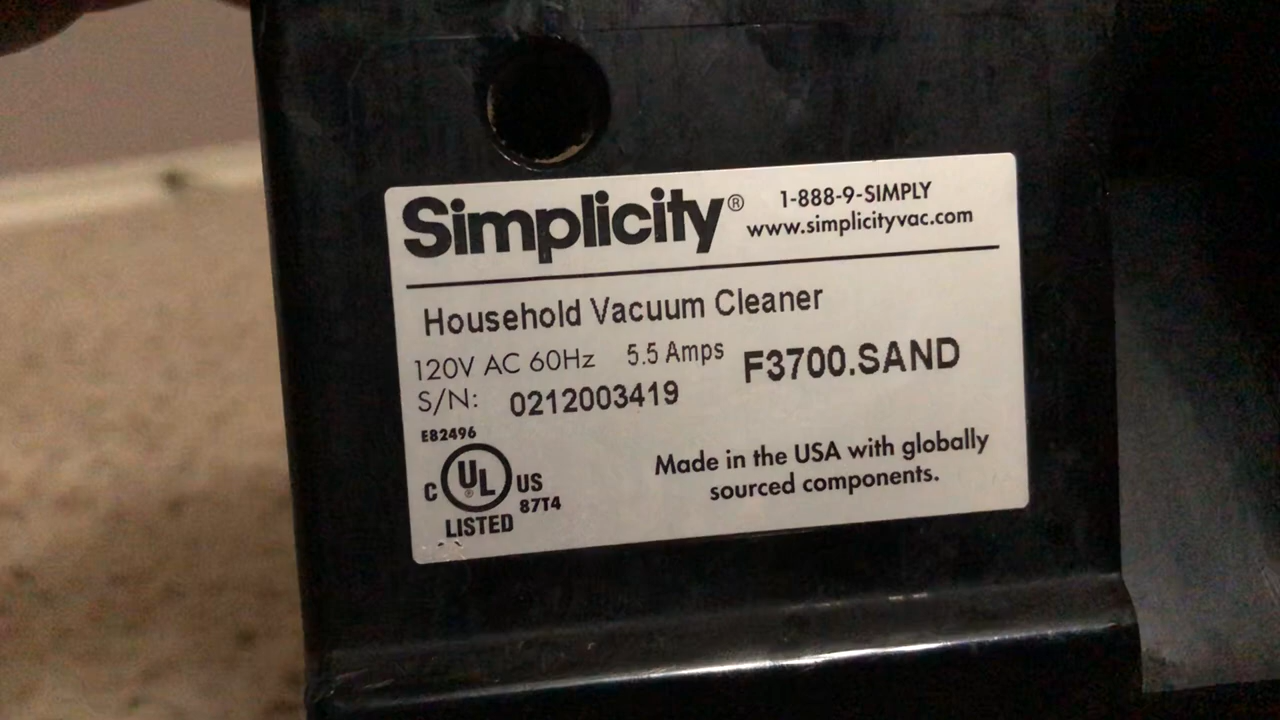 Simplicity® 1-888-9-SIMPLY
www.simplicityvac.com
Household Vacuum Cleaner
120V AC 60Hz 5.5 Amps F3700.SAND
S/N: 0212003419
E82496
C UL® US
87T4
LISTED
Made in the USA with globally
sourced components.